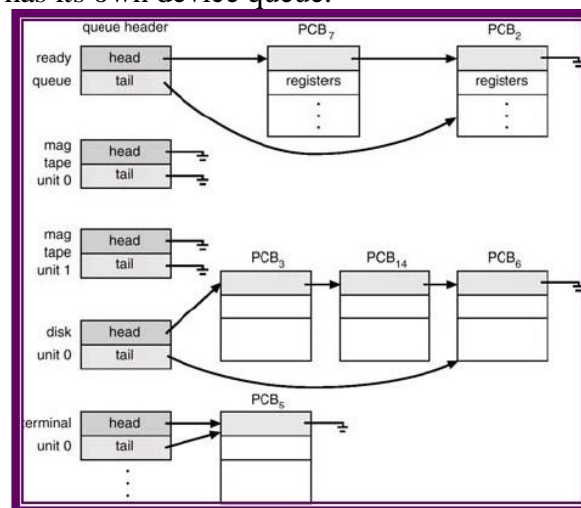 has its own device queue.
queue header PCB7 PCB2
ready head
queue tail registers registers
mag head
tape
unit 0 tail
mag head
tape
unit 1 tail
PCB3 PCB14 PCB6
disk head
unit 0 tail
PCB5
terminal head
unit 0 tail